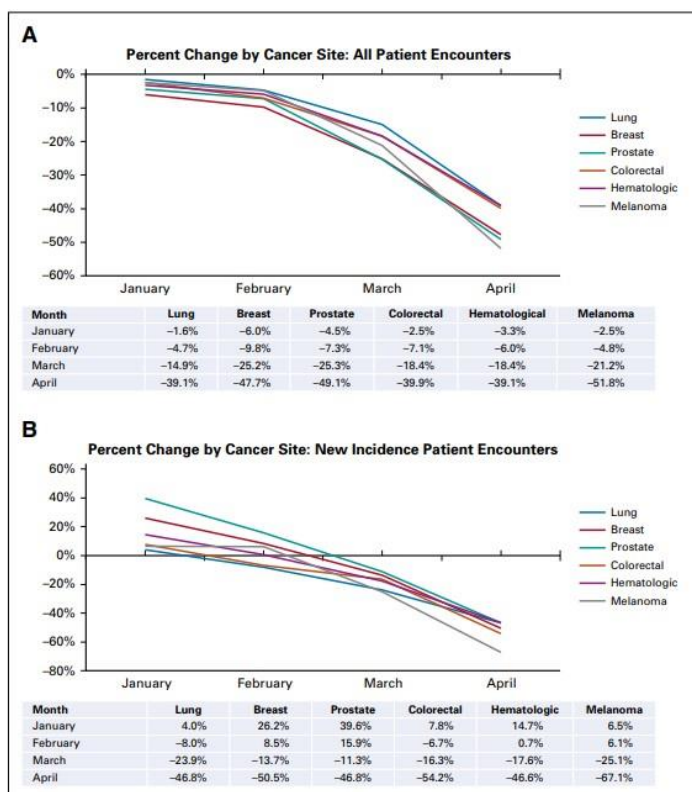 A
Percent Change by Cancer Site: All Patient Encounters
0%
−10%
−20%
−30%
−40%
−50%
−60%
January February March April
Lung
Breast
Prostate
Colorectal
Hematologic
Melanoma
Month Lung Breast Prostate Colorectal Hematological Melanoma
January −1.6% −6.0% −4.5% −2.5% −3.3% −2.5%
February −4.7% −9.8% −7.3% −7.1% −6.0% −4.8%
March −14.9% −25.2% −25.3% −18.4% −18.4% −21.2%
April −39.1% −47.7% −49.1% −39.9% −39.1% −51.8%
B
Percent Change by Cancer Site: New Incidence Patient Encounters
60%
40%
20%
0%
−20%
−40%
−60%
−80%
January February March April
Lung
Breast
Prostate
Colorectal
Hematologic
Melanoma
Month Lung Breast Prostate Colorectal Hematologic Melanoma
January 4.0% 26.2% 39.6% 7.8% 14.7% 6.5%
February −8.0% 8.5% 15.9% −6.7% 0.7% 6.1%
March −23.9% −13.7% −11.3% −16.3% −17.6% −25.1%
April −46.8% −50.5% −46.8% −54.2% −46.6% −67.1%